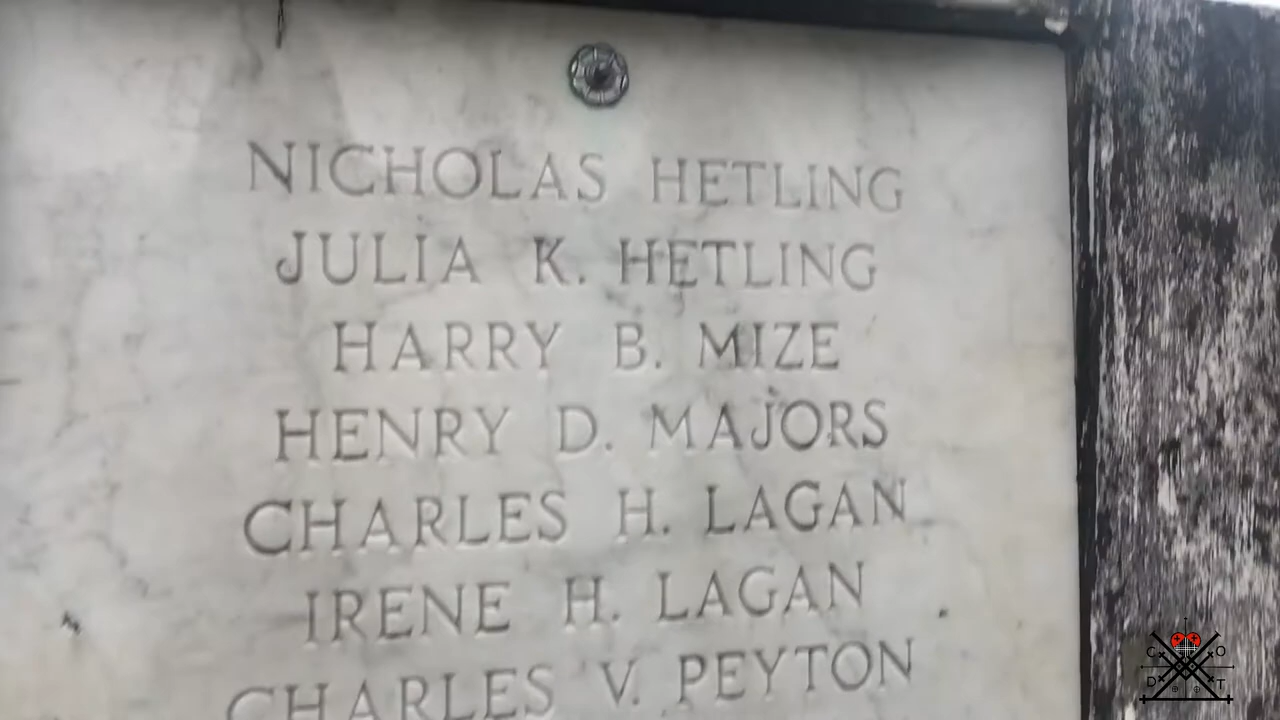 NICHOLAS HETLING
JULIA K. HETLING
HARRY B. MIZE
HENRY D. MAJORS
CHARLES H. LAGAN
IRENE H. LAGAN
CHARLES V. PEYTON
C O
D T